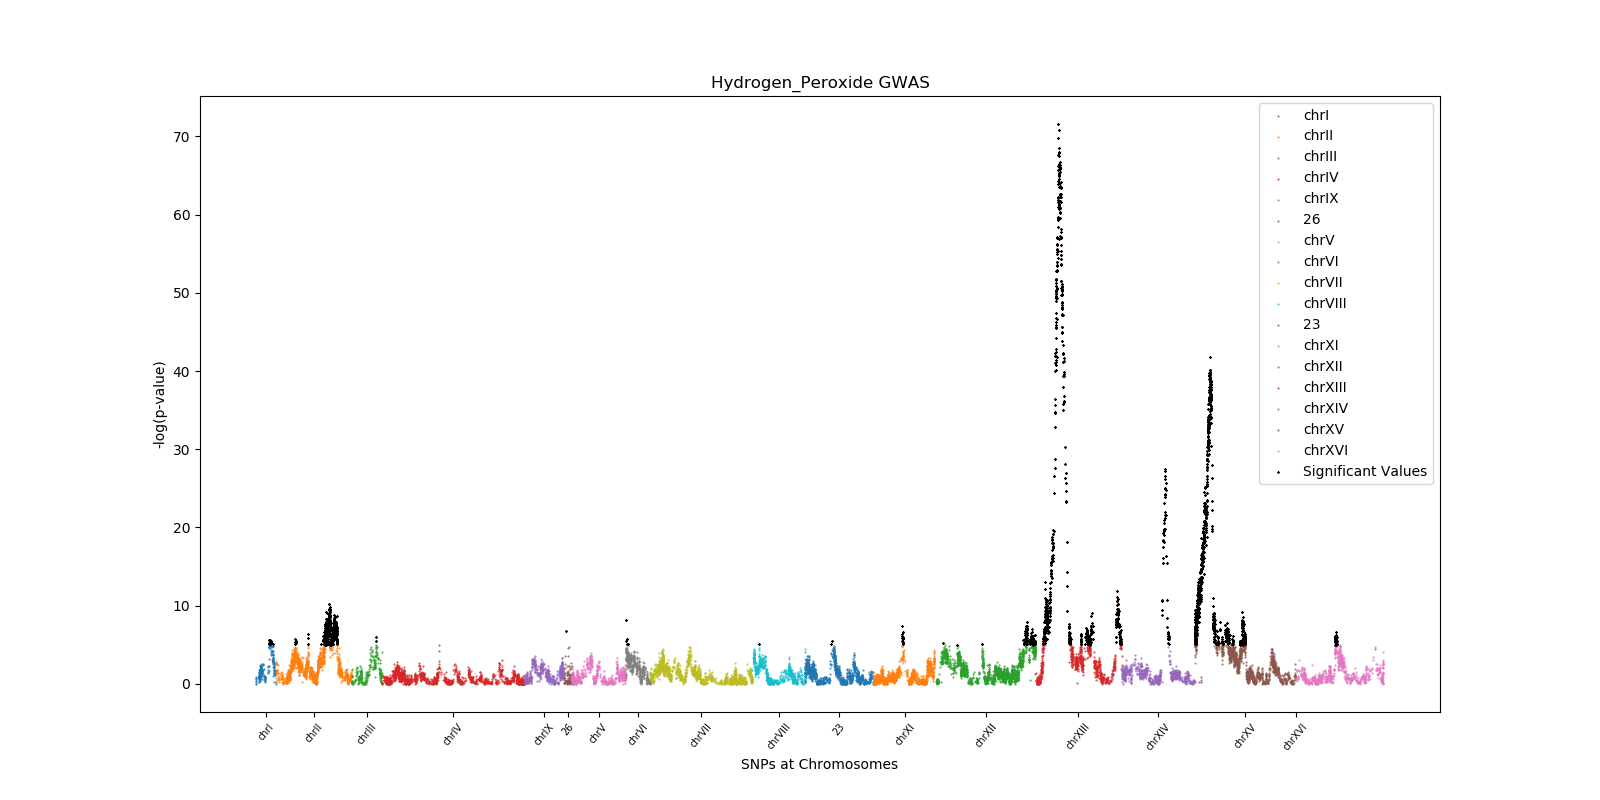 Hydrogen_Peroxide GWAS
-log(p-value)
70
60
50
40
30
20
10
0
chrI
chrII
chrIII
chrIV
chrIX
26
chrV
chrVI
chrVII
chrVIII
23
chrXI
chrXII
chrXIII
chrXIV
chrXV
chrXVI
Significant Values
chrI
chrII
chrIII
chrIV
chrIX
26
chrV
chrVI
chrVII
chrVIII
23
chrXI
chrXII
chrXIII
chrXIV
chrXV
chrXVI
SNPs at Chromosomes